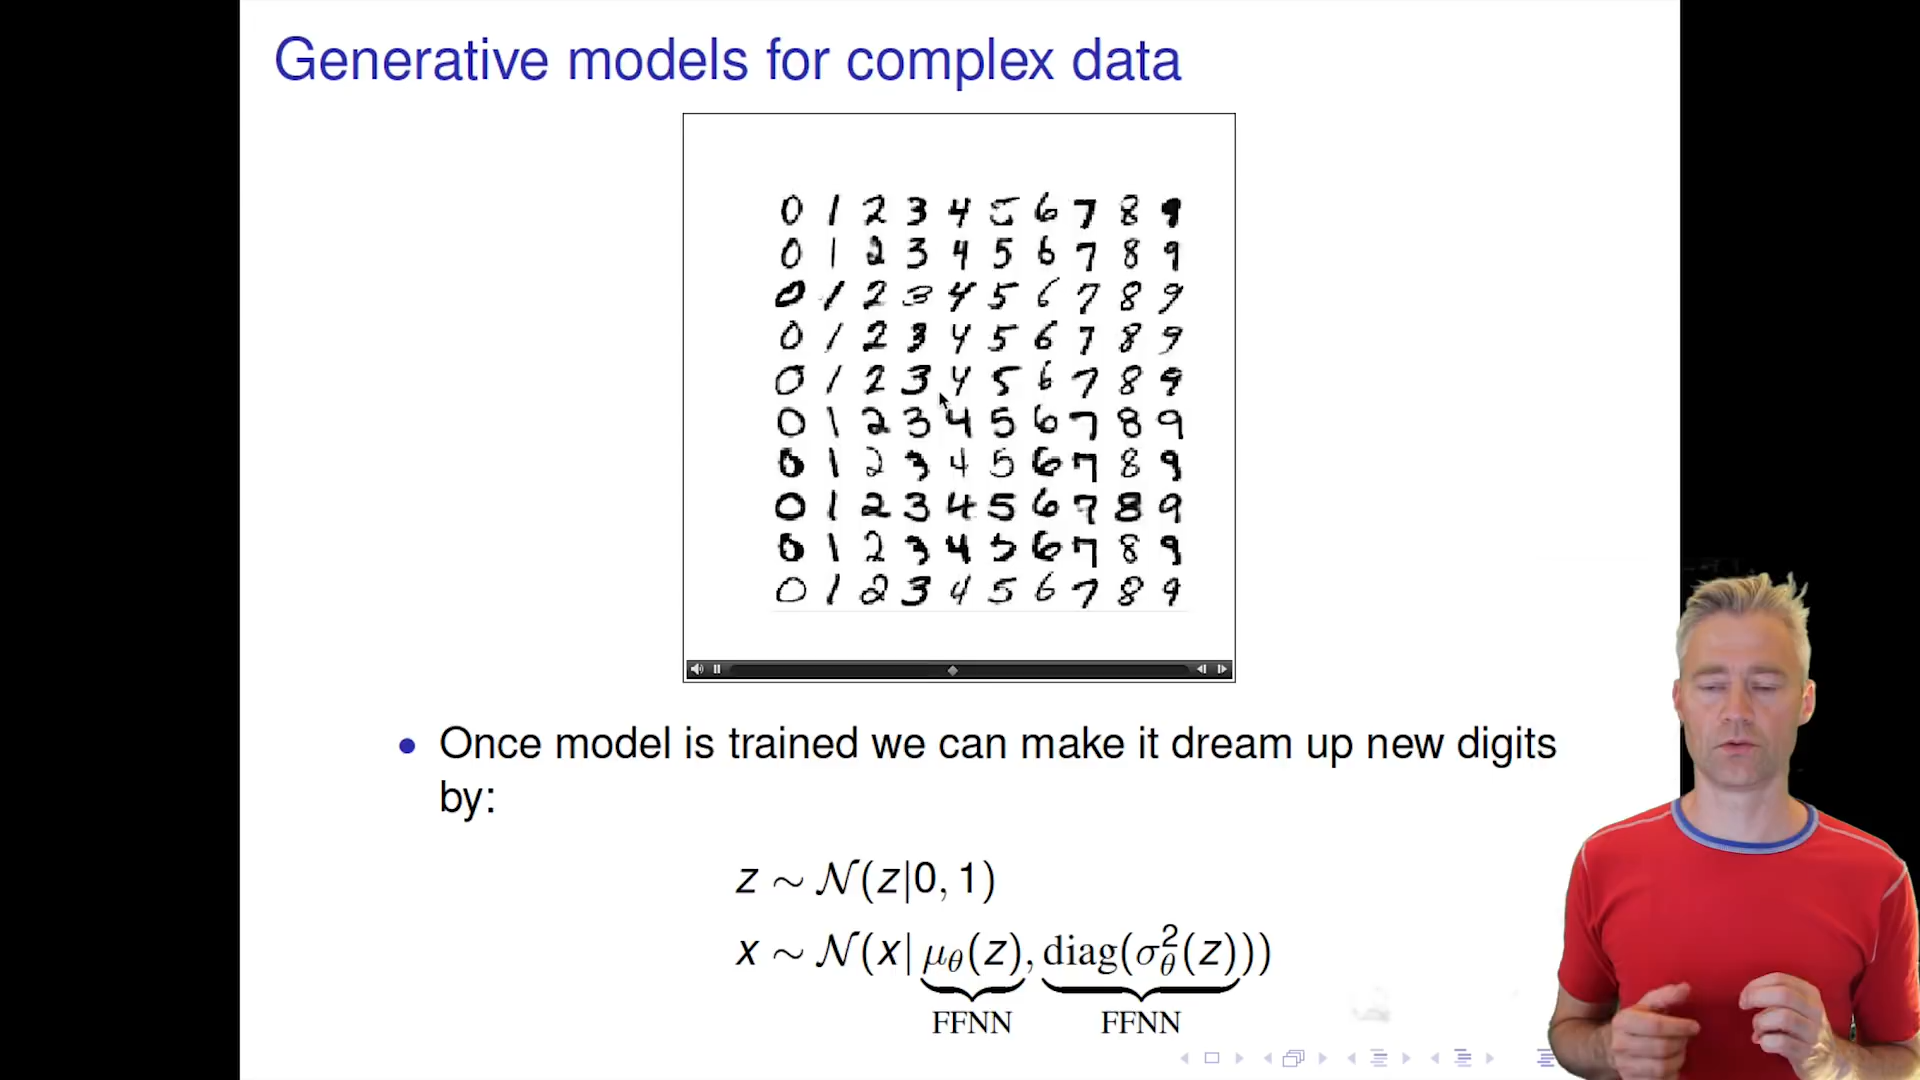 Generative models for complex data
0 1 2 3 4 5 6 7 8 9
0 1 2 3 4 5 6 7 8 9
0 1 2 3 4 5 6 7 8 9
0 1 2 3 4 5 6 7 8 9
0 1 2 3 4 5 6 7 8 9
0 1 2 3 4 5 6 7 8 9
0 1 2 3 4 5 6 7 8 9
0 1 2 3 4 5 6 7 8 9
0 1 2 3 4 5 6 7 8 9
0 1 2 3 4 5 6 7 8 9
• Once model is trained we can make it dream up new digits
by:
z ∼ 𝒩(z|0, 1)
x ∼ 𝒩(x| μ_θ(z), diag(σ²_θ(z)))
FFNN FFNN